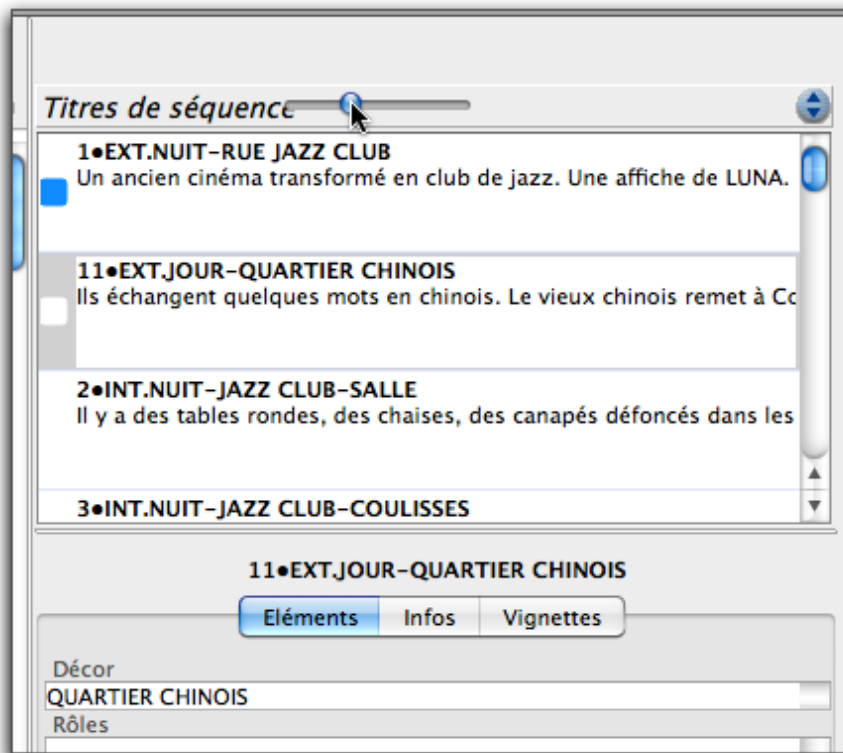 Titres de séquence
1•EXT.NUIT-RUE JAZZ CLUB
Un ancien cinéma transformé en club de jazz. Une affiche de LUNA.
11•EXT.JOUR-QUARTIER CHINOIS
Ils échangent quelques mots en chinois. Le vieux chinois remet à Co
2•INT.NUIT-JAZZ CLUB-SALLE
Il y a des tables rondes, des chaises, des canapés défoncés dans les
3•INT.NUIT-JAZZ CLUB-COULISSES
11•EXT.JOUR-QUARTIER CHINOIS
Eléments Infos Vignettes
Décor
QUARTIER CHINOIS
Rôles